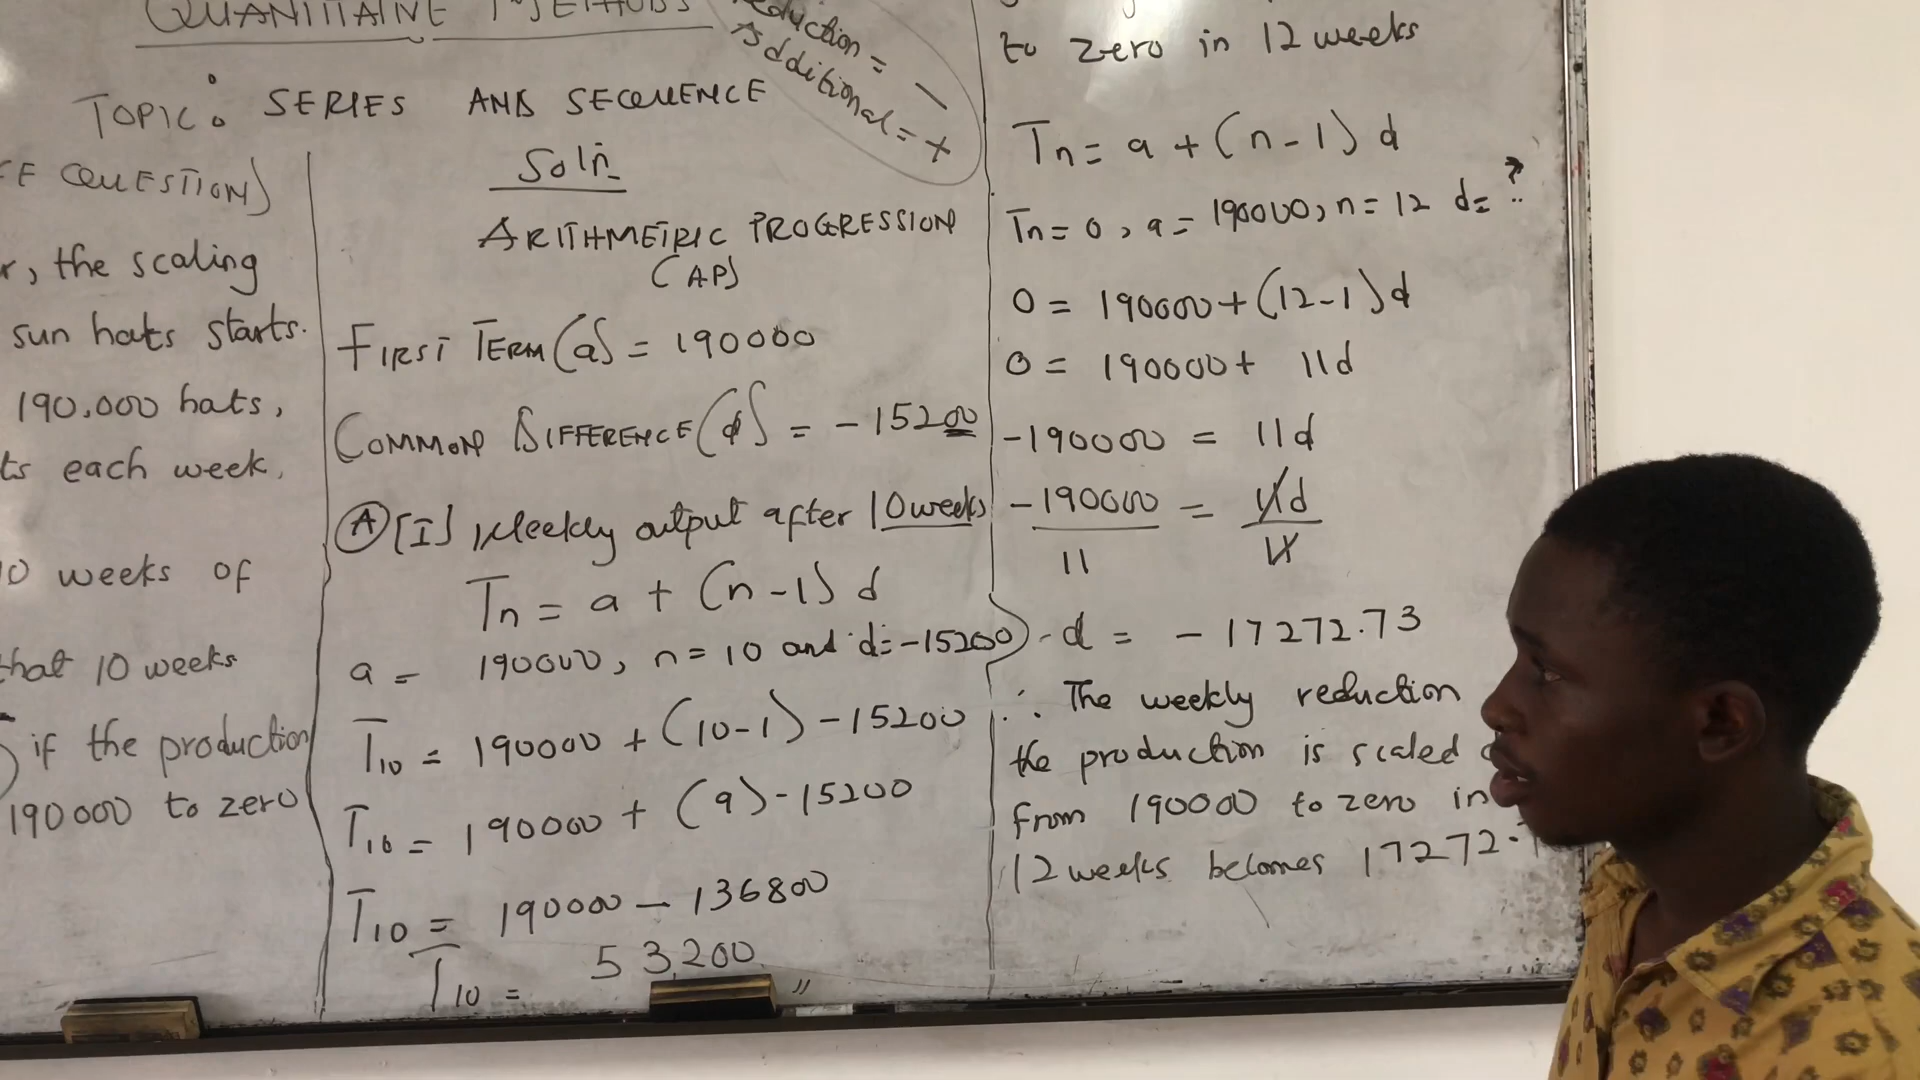 QUANTITATIVE METHODS
TOPIC: SERIES AND SEQUENCE
reduction = -
Additional = +
QUESTION)
, the scaling
sun hats starts.
190,000 hats,
each week.
weeks of
that 10 weeks
if the production
190000 to zero
Soln
ARITHMETRIC PROGRESSION
(AP)
FIRST TERM (a) = 190000
COMMON DIFFERENCE (d) = -15200
(A) [I] Weekly output after 10 weeks
Tn = a + (n-1) d
a = 190000, n = 10 and d = -15200
T10 = 190000 + (10-1) -15200
T10 = 190000 + (9) -15200
T10 = 190000 - 136800
T10 = 53,200 "
to zero in 12 weeks
Tn = a + (n-1) d
Tn = 0, a = 190000, n = 12 d = ?
0 = 190000 + (12-1) d
0 = 190000 + 11d
-190000 = 11d
-190000 = 11d
11 11
d = -17272.73
∴ The weekly reduction
the production is scaled
from 190000 to zero in
12 weeks becomes 17272.